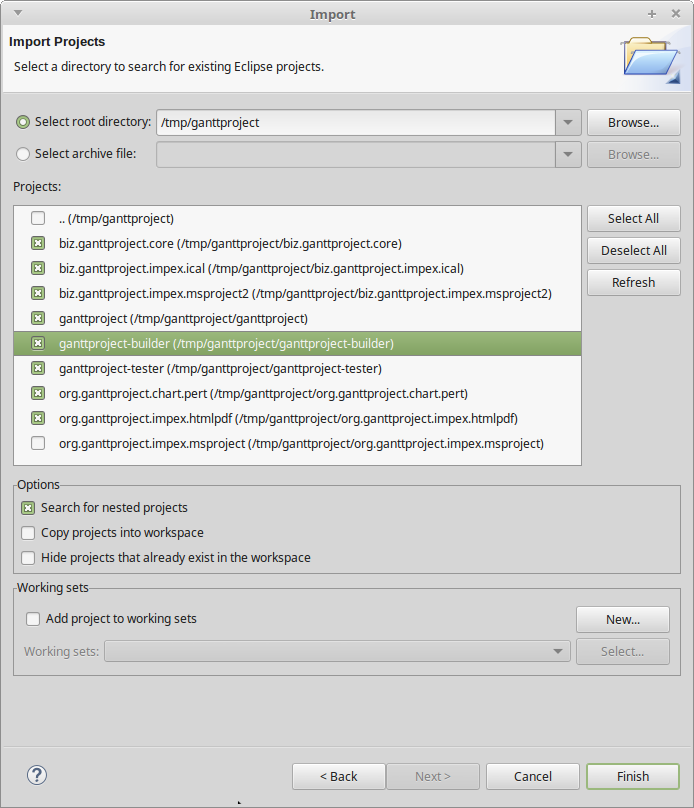 Import
Import Projects
Select a directory to search for existing Eclipse projects.
Select root directory: /tmp/ganttproject Browse...
Select archive file: Browse...
Projects:
.. (/tmp/ganttproject) Select All
biz.ganttproject.core (/tmp/ganttproject/biz.ganttproject.core) Deselect All
biz.ganttproject.impex.ical (/tmp/ganttproject/biz.ganttproject.impex.ical) Refresh
biz.ganttproject.impex.msproject2 (/tmp/ganttproject/biz.ganttproject.impex.msproject2)
ganttproject (/tmp/ganttproject/ganttproject)
ganttproject-builder (/tmp/ganttproject/ganttproject-builder)
ganttproject-tester (/tmp/ganttproject/ganttproject-tester)
org.ganttproject.chart.pert (/tmp/ganttproject/org.ganttproject.chart.pert)
org.ganttproject.impex.htmlpdf (/tmp/ganttproject/org.ganttproject.impex.htmlpdf)
org.ganttproject.impex.msproject (/tmp/ganttproject/org.ganttproject.impex.msproject)
Options
Search for nested projects
Copy projects into workspace
Hide projects that already exist in the workspace
Working sets
Add project to working sets New...
Working sets: Select...
? < Back Next > Cancel Finish